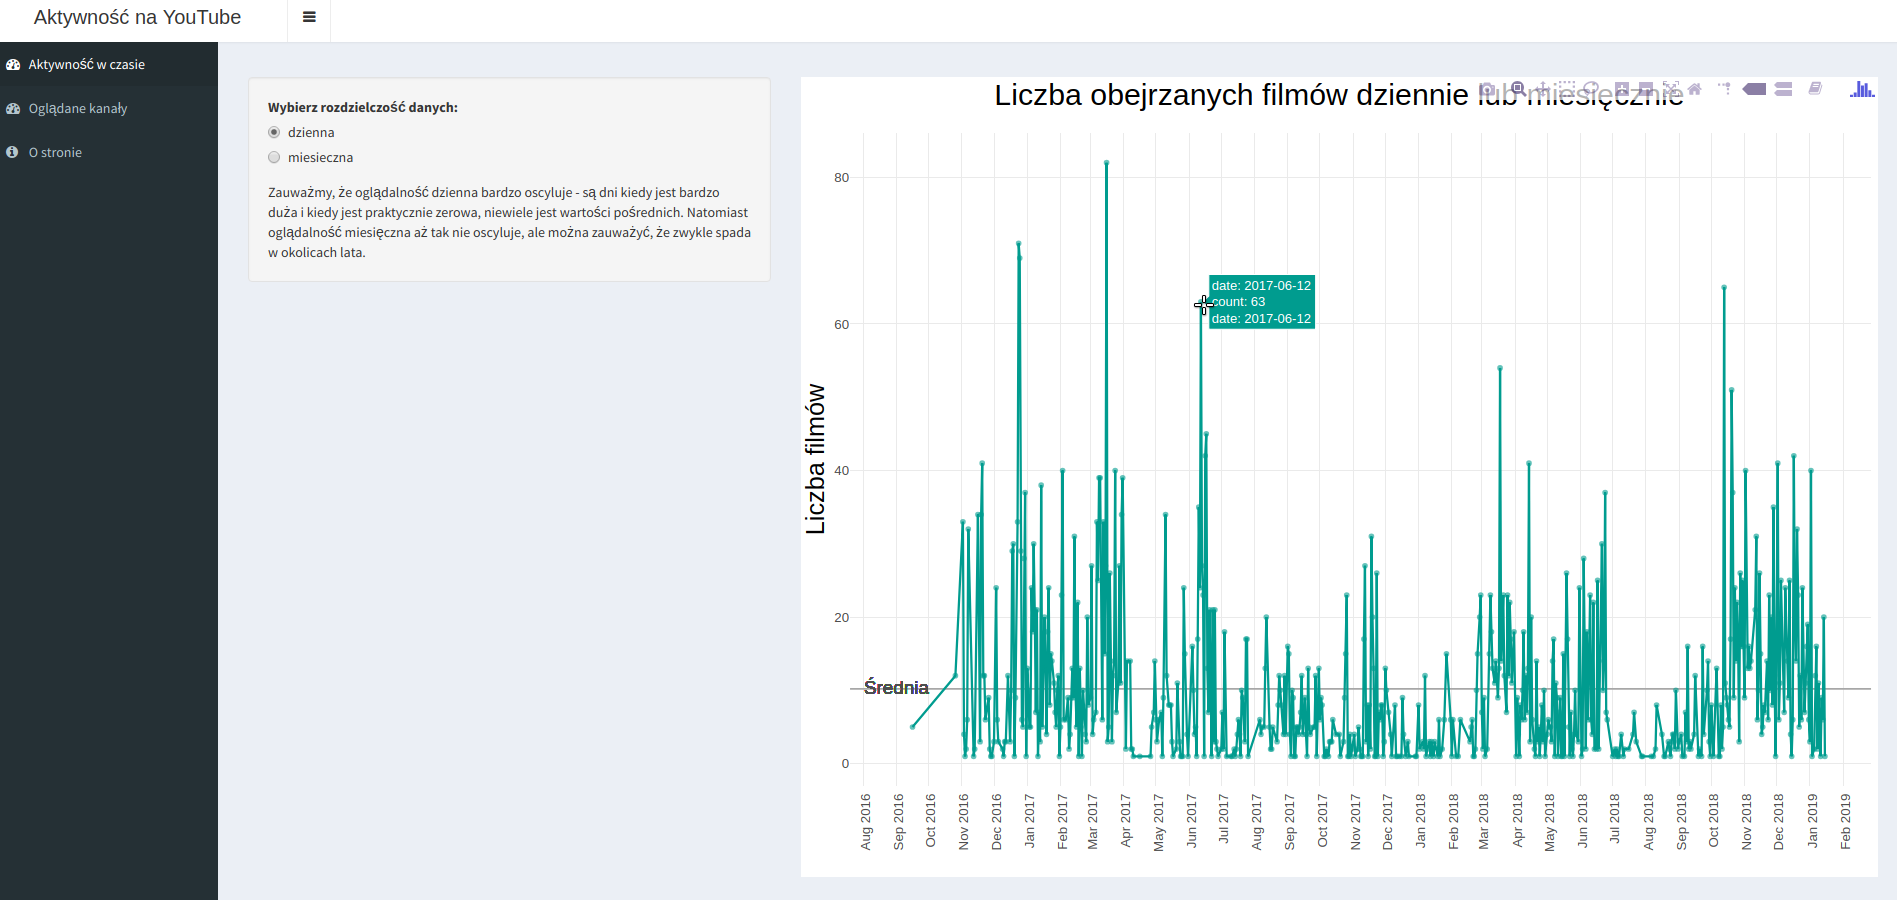 Aktywność na YouTube
Aktywność w czasie
Oglądane kanały
O stronie
Wybierz rozdzielczość danych:
dzienna
miesieczna
Zauważmy, że oglądalność dzienna bardzo oscyluje - są dni kiedy jest bardzo
duża i kiedy jest praktycznie zerowa, niewiele jest wartości pośrednich. Natomiast
oglądalność miesięczna aż tak nie oscyluje, ale można zauważyć, że zwykle spada
w okolicach lata.
Liczba obejrzanych filmów dziennie lub miesięcznie
Liczba filmów
80
60
40
20
0
Średnia
date: 2017-06-12
count: 63
date: 2017-06-12
Aug 2016
Sep 2016
Oct 2016
Nov 2016
Dec 2016
Jan 2017
Feb 2017
Mar 2017
Apr 2017
May 2017
Jun 2017
Jul 2017
Aug 2017
Sep 2017
Oct 2017
Nov 2017
Dec 2017
Jan 2018
Feb 2018
Mar 2018
Apr 2018
May 2018
Jun 2018
Jul 2018
Aug 2018
Sep 2018
Oct 2018
Nov 2018
Dec 2018
Jan 2019
Feb 2019